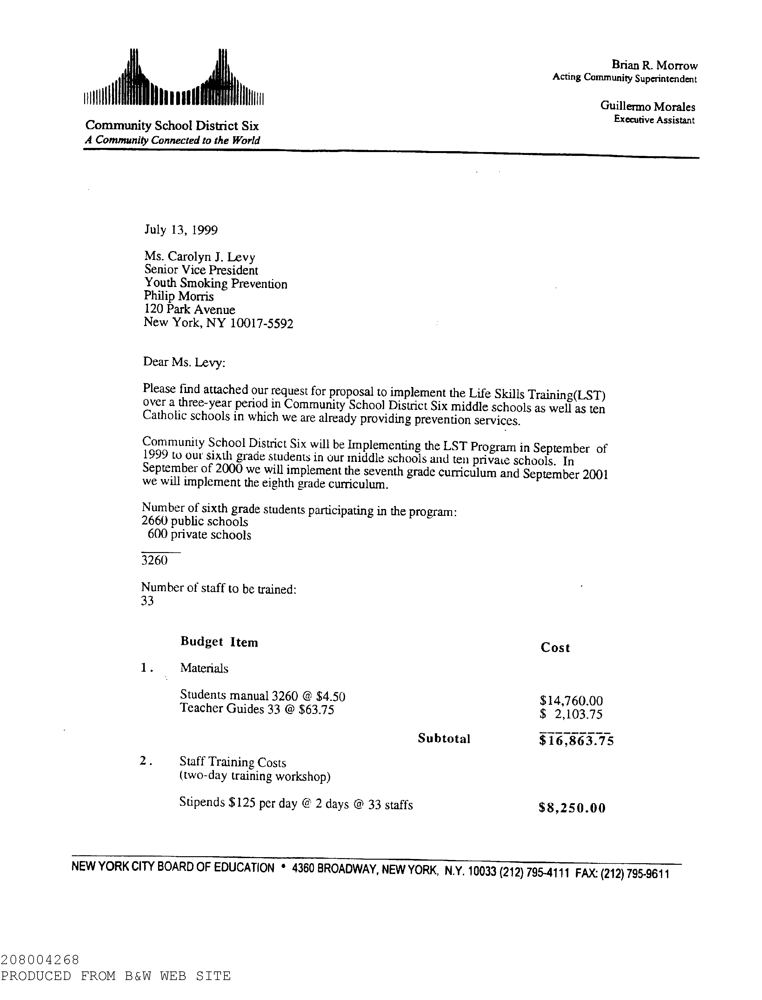 Brian R. Morrow
Acting Community Superintendent
Guillermo Morales
Executive Assistant
Community School District Six
A Community Connected to the World
July 13, 1999
Ms. Carolyn J. Levy
Senior Vice President
Youth Smoking Prevention
Philip Morris
120 Park Avenue
New York, NY 10017-5592
Dear Ms. Levy:
Please find attached our request for proposal to implement the Life Skills Training(LST)
over a three-year period in Community School District Six middle schools as well as ten
Catholic schools in which we are already providing prevention services.
Community School District Six will be Implementing the LST Program in September of
1999 to our sixth grade students in our middle schools and ten private schools. In
September of 2000 we will implement the seventh grade curriculum and September 2001
we will implement the eighth grade curriculum.
Number of sixth grade students participating in the program:
2660 public schools
600 private schools
3260
Number of staff to be trained:
33
Budget Item Cost
1. Materials
Students manual 3260 @ $4.50 $14,760.00
Teacher Guides 33 @ $63.75 $ 2,103.75
Subtotal $16,863.75
2. Staff Training Costs
(two-day training workshop)
Stipends $125 per day @ 2 days @ 33 staffs $8,250.00
NEW YORK CITY BOARD OF EDUCATION • 4360 BROADWAY, NEW YORK, N.Y. 10033 (212) 795-4111 FAX: (212) 795-9611
208004268
PRODUCED FROM B&W WEB SITE